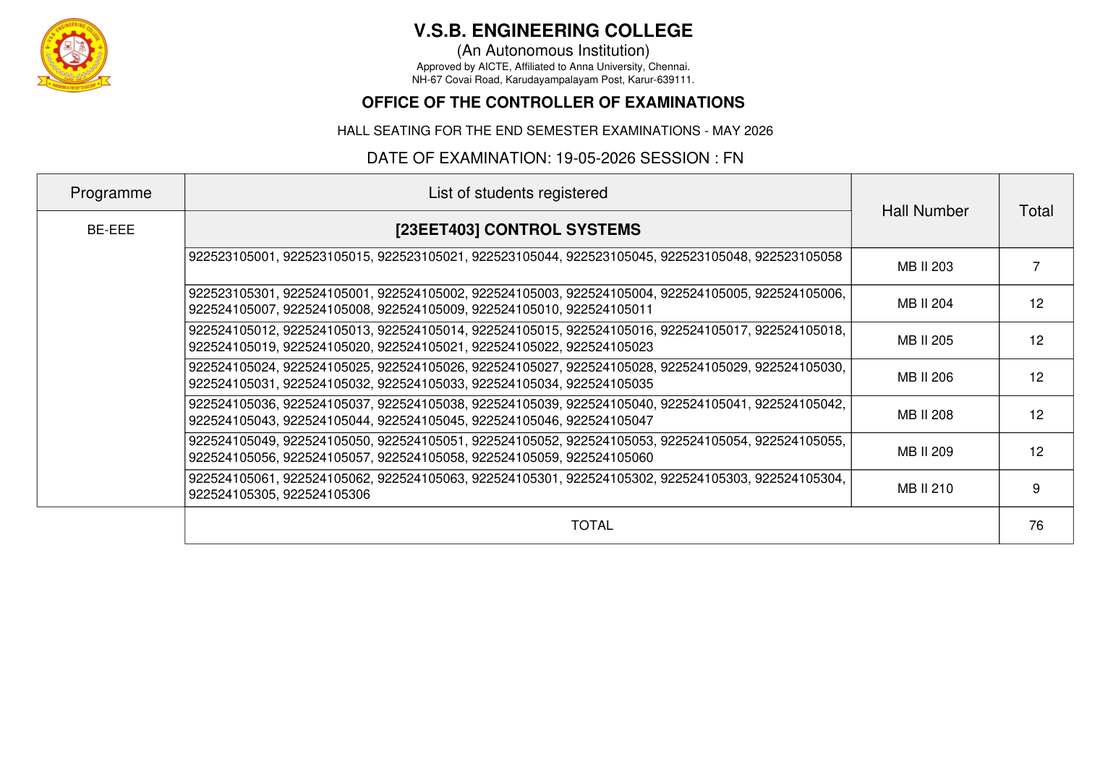 V.S.B. ENGINEERING COLLEGE
(An Autonomous Institution)
Approved by AICTE, Affiliated to Anna University, Chennai.
NH-67 Covai Road, Karudayampalayam Post, Karur-639111.
OFFICE OF THE CONTROLLER OF EXAMINATIONS
HALL SEATING FOR THE END SEMESTER EXAMINATIONS - MAY 2026
DATE OF EXAMINATION: 19-05-2026 SESSION : FN
Programme List of students registered Hall Number Total
BE-EEE [23EET403] CONTROL SYSTEMS
922523105001, 922523105015, 922523105021, 922523105044, 922523105045, 922523105048, 922523105058
MB II 203 7
922523105301, 922524105001, 922524105002, 922524105003, 922524105004, 922524105005, 922524105006,
922524105007, 922524105008, 922524105009, 922524105010, 922524105011
MB II 204 12
922524105012, 922524105013, 922524105014, 922524105015, 922524105016, 922524105017, 922524105018,
922524105019, 922524105020, 922524105021, 922524105022, 922524105023
MB II 205 12
922524105024, 922524105025, 922524105026, 922524105027, 922524105028, 922524105029, 922524105030,
922524105031, 922524105032, 922524105033, 922524105034, 922524105035
MB II 206 12
922524105036, 922524105037, 922524105038, 922524105039, 922524105040, 922524105041, 922524105042,
922524105043, 922524105044, 922524105045, 922524105046, 922524105047
MB II 208 12
922524105049, 922524105050, 922524105051, 922524105052, 922524105053, 922524105054, 922524105055,
922524105056, 922524105057, 922524105058, 922524105059, 922524105060
MB II 209 12
922524105061, 922524105062, 922524105063, 922524105301, 922524105302, 922524105303, 922524105304,
922524105305, 922524105306
MB II 210 9
TOTAL 76